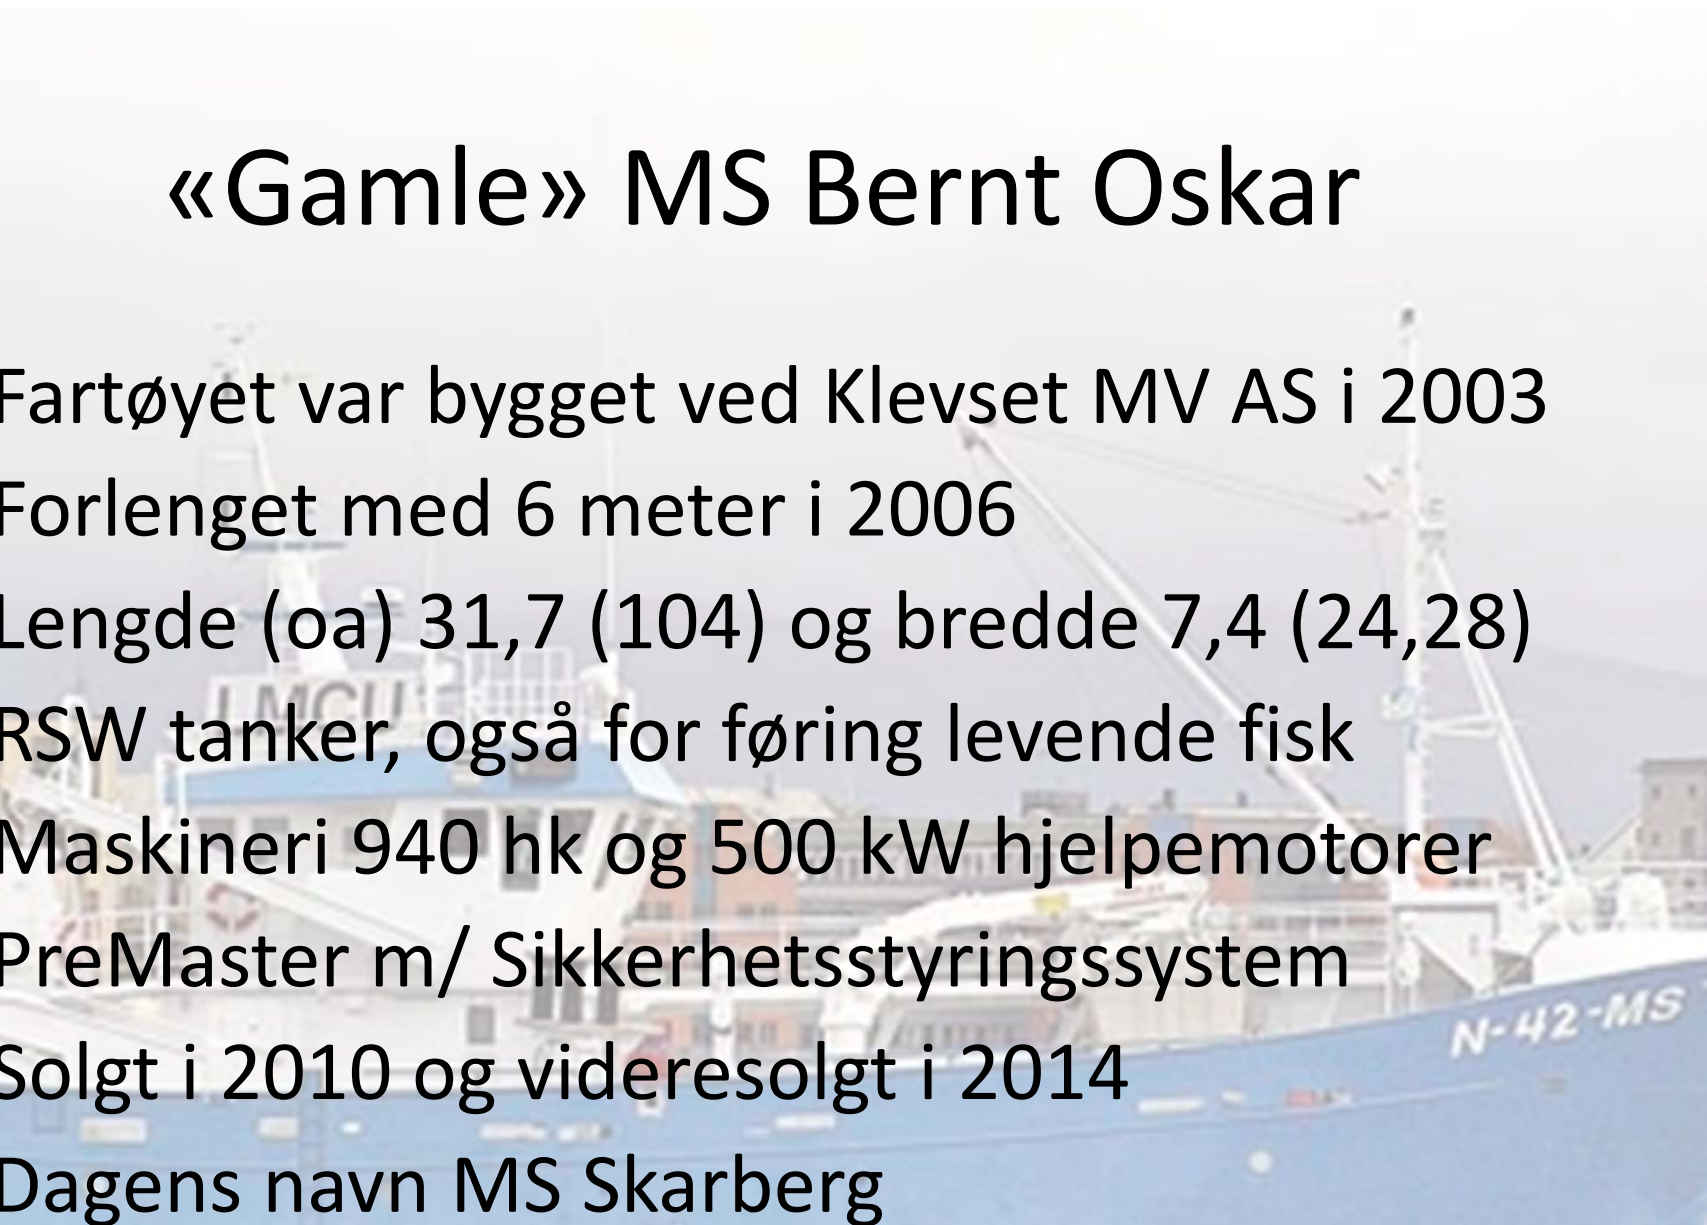 «Gamle» MS Bernt Oskar
Fartøyet var bygget ved Klevset MV AS i 2003
Forlenget med 6 meter i 2006
Lengde (oa) 31,7 (104) og bredde 7,4 (24,28)
LMCU
RSW tanker, også for føring levende fisk
Maskineri 940 hk og 500 kW hjelpemotorer
PreMaster m/ Sikkerhetsstyringssystem
N-42-MS
Solgt i 2010 og videresolgt i 2014
Dagens navn MS Skarberg